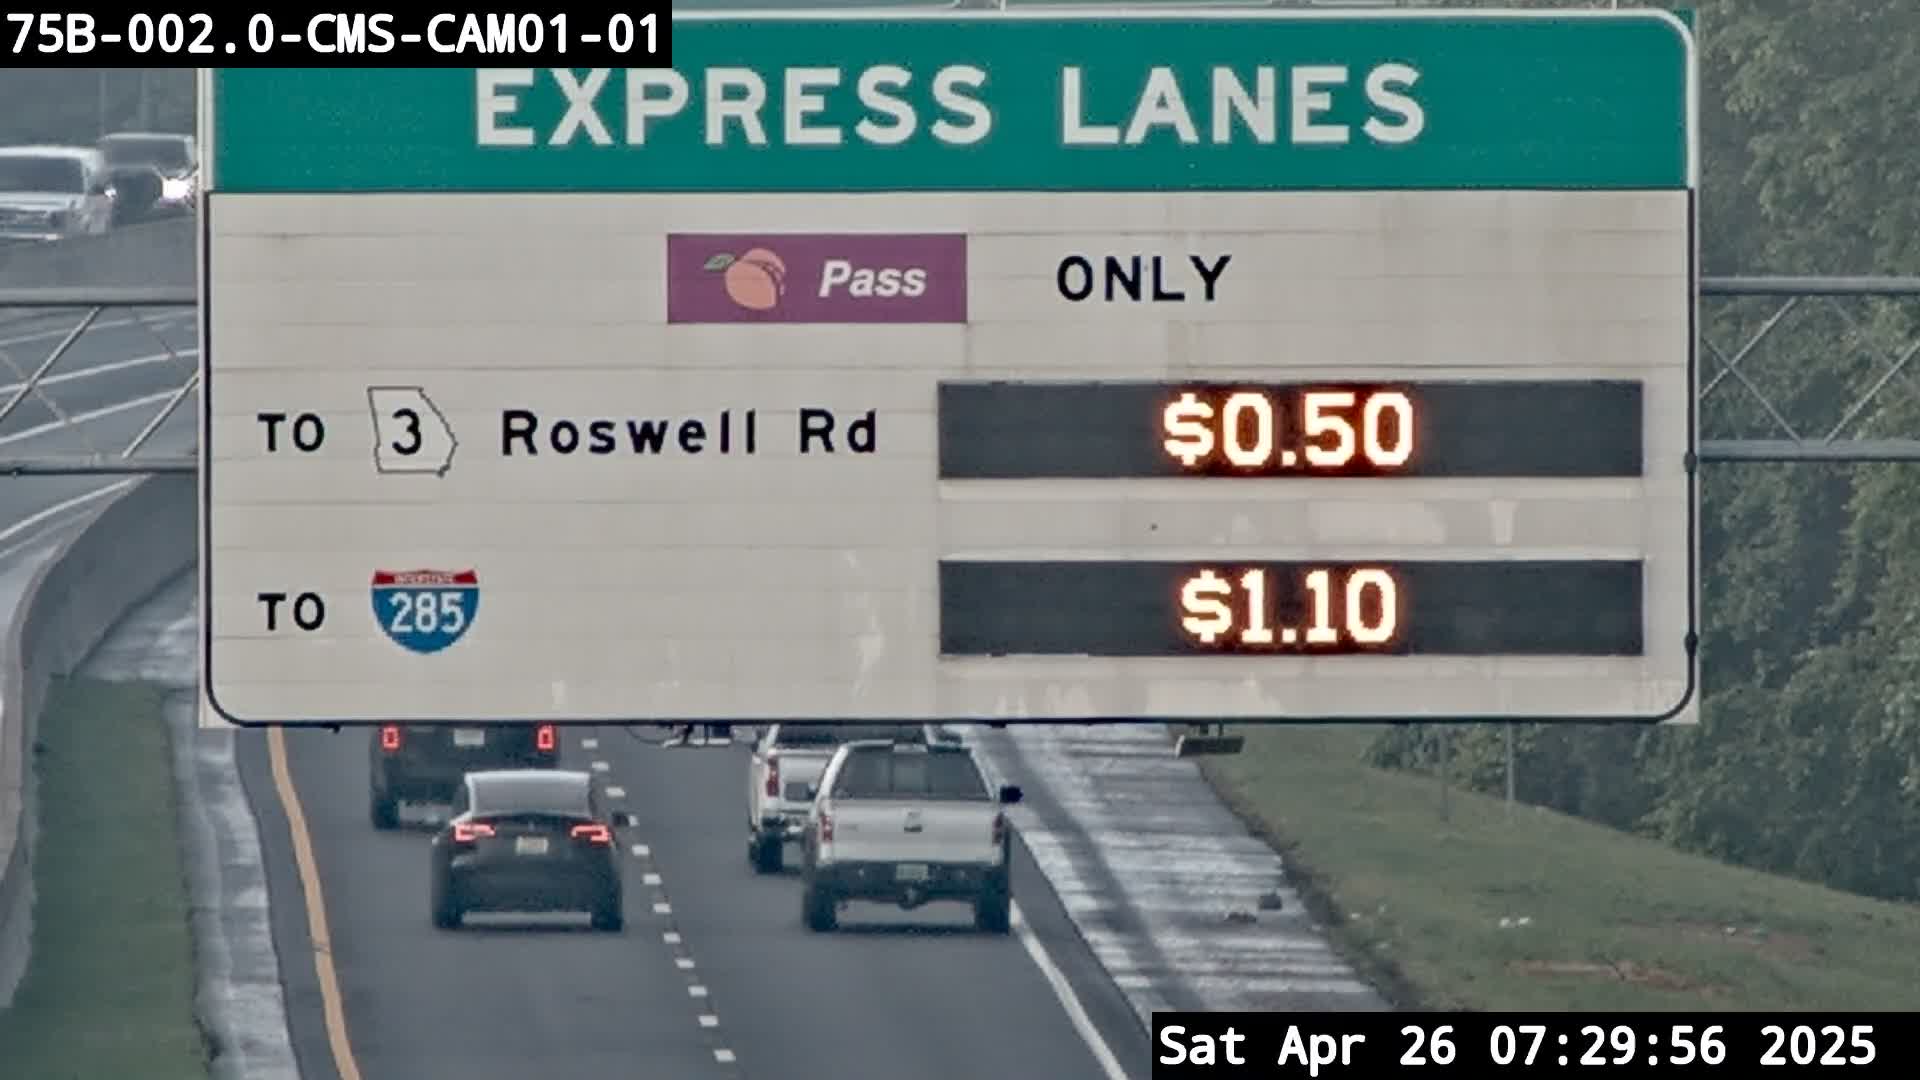 75B-002.0-CMS-CAM01-01
EXPRESS LANES
Pass ONLY
TO 3 Roswell Rd $0.50
INTERSTATE
TO 285 $1.10
Sat Apr 26 07:29:56 2025